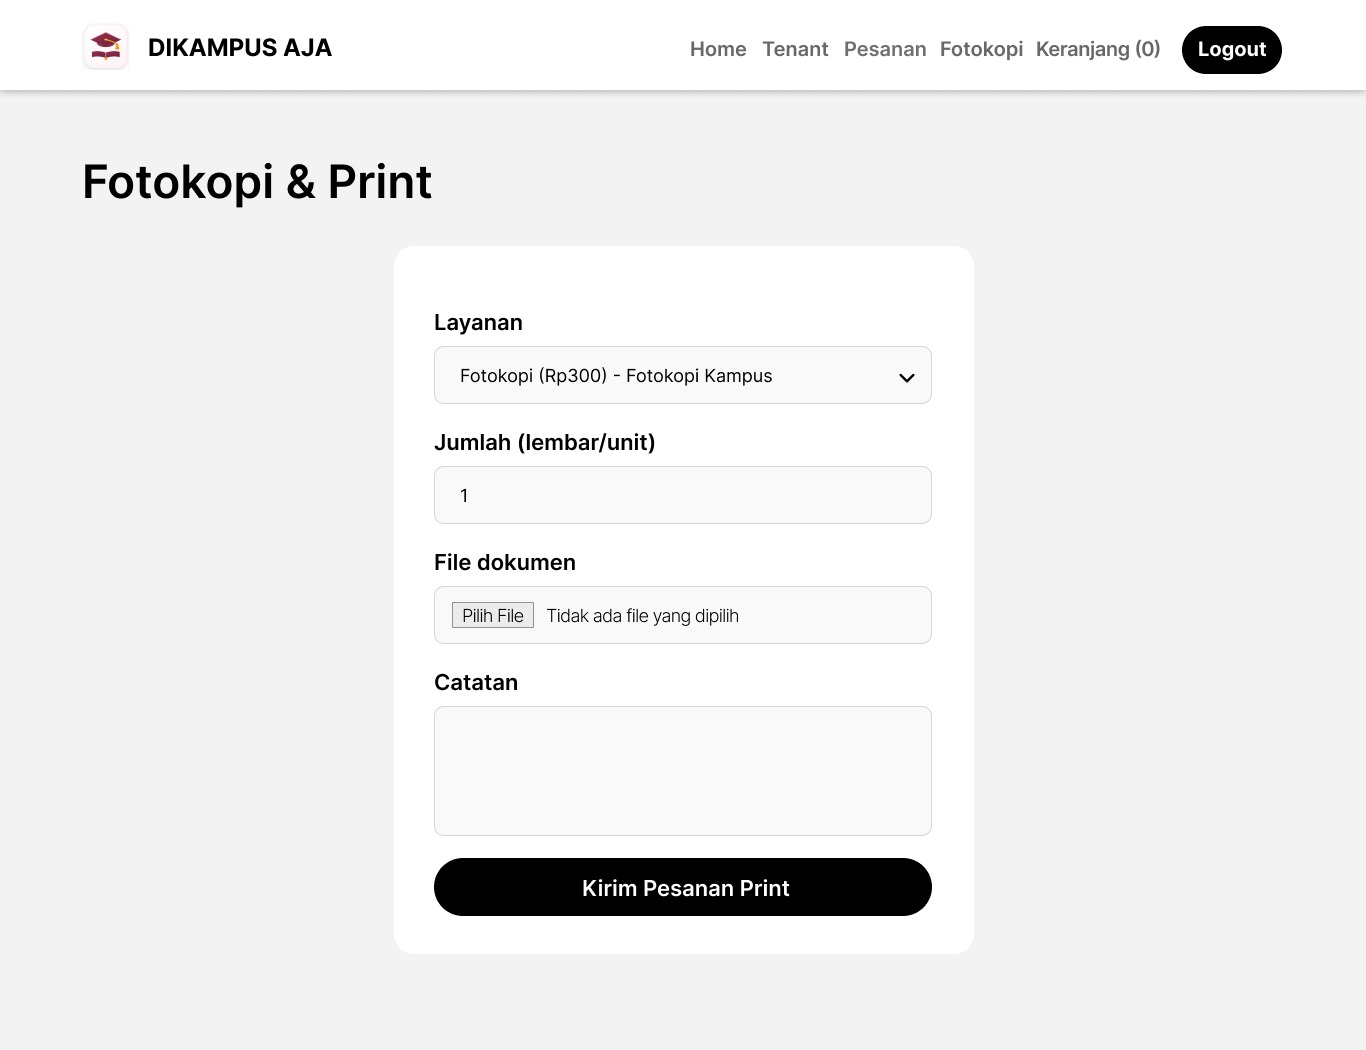 DIKAMPUS AJA
Home Tenant Pesanan Fotokopi Keranjang (0) Logout
Fotokopi & Print
Layanan
Fotokopi (Rp300) - Fotokopi Kampus
Jumlah (lembar/unit)
1
File dokumen
Pilih File Tidak ada file yang dipilih
Catatan
Kirim Pesanan Print